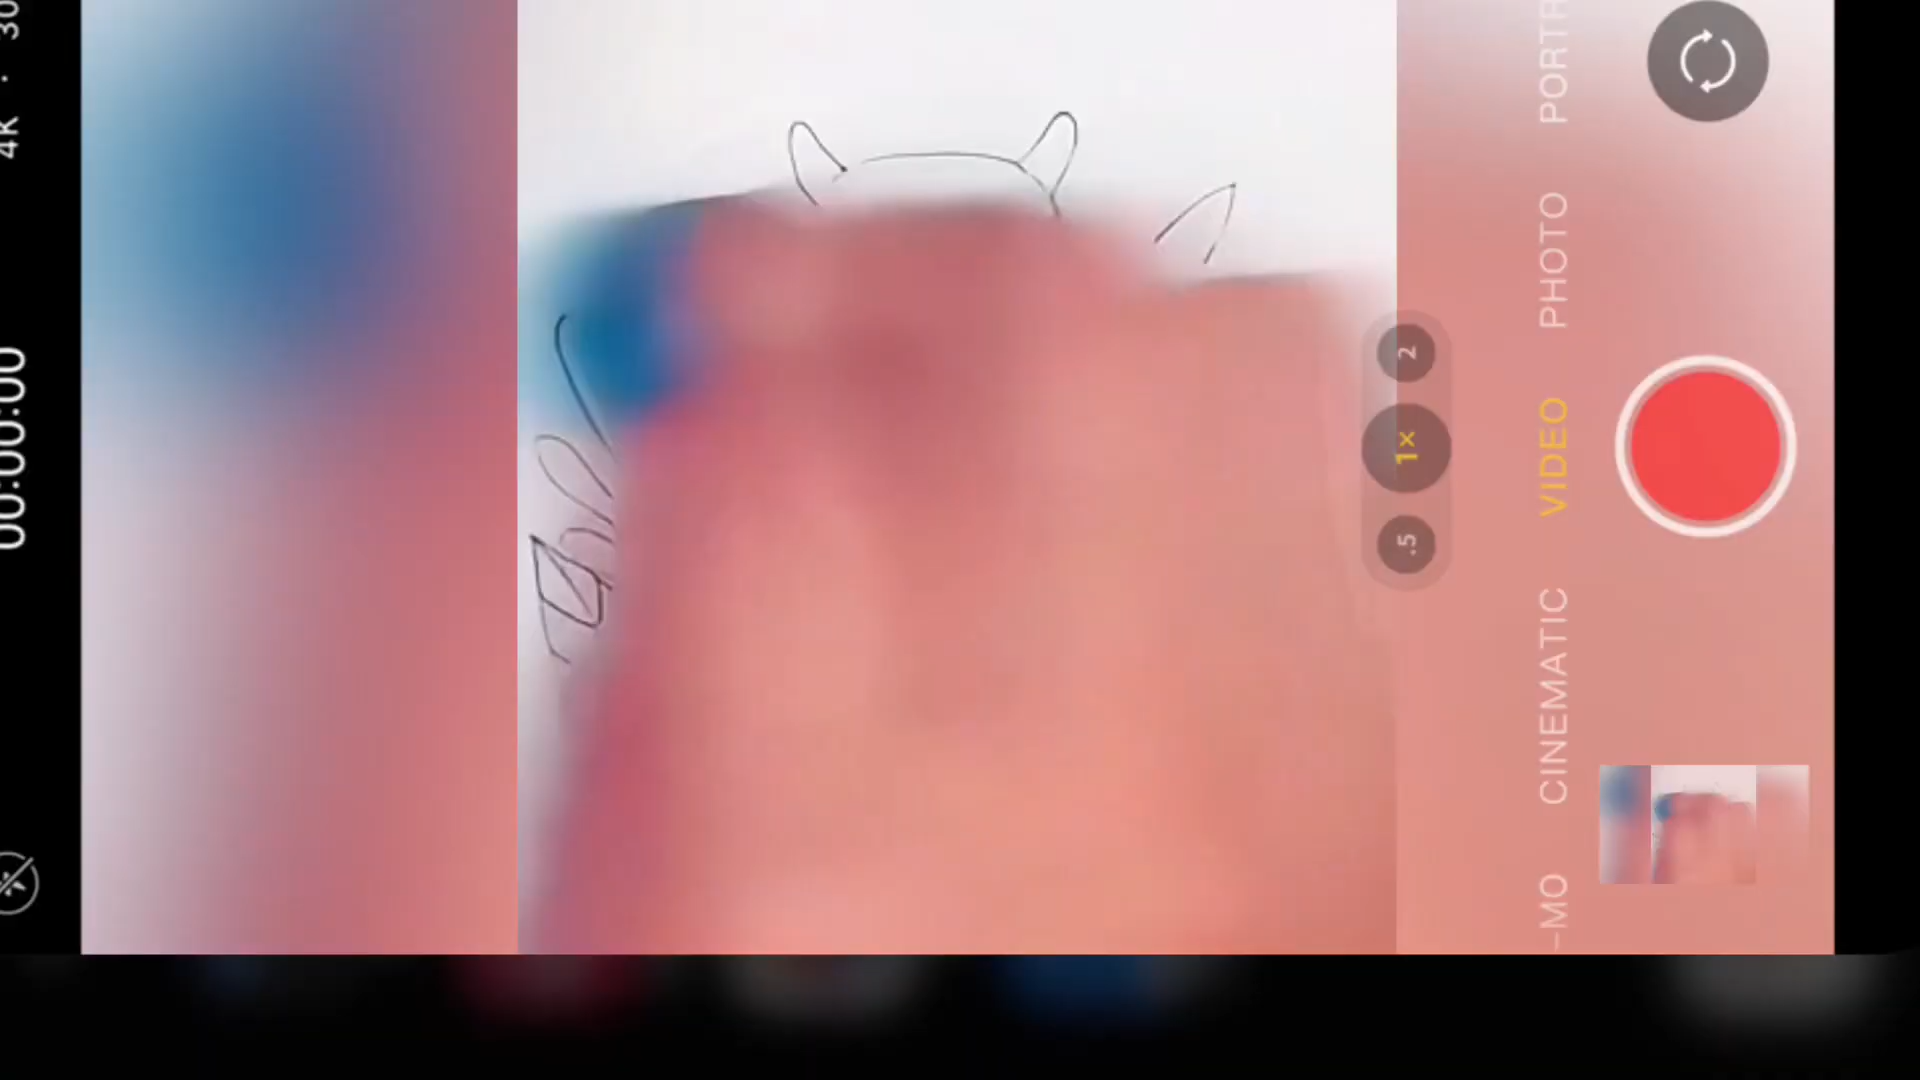 4K · 30
00:00:00
2
1×
.5
PORTR
PHOTO
VIDEO
CINEMATIC
-MO